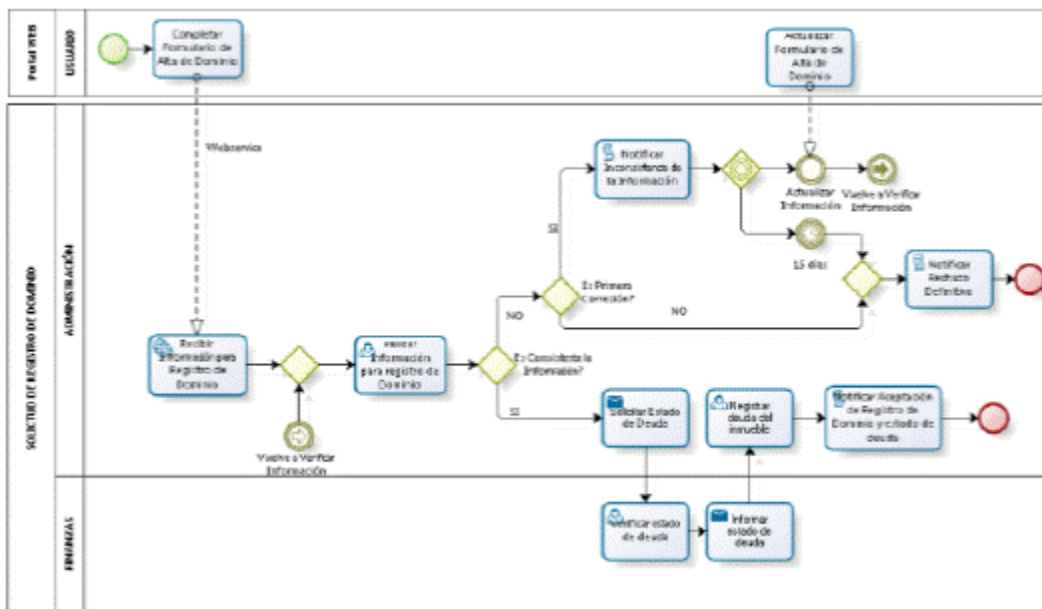 Portal WEB
USUARIO
Completar
Formulario de
Alta de Dominio
Actualizar
Formulario de
Alta de
Dominio
Webservice
SOLICITUD DE REGISTRO DE DOMINIO
ADMINISTRACIÓN
Notificar
Inconsistencia de
la Información
Actualizar
Información
Vuelve a Verificar
Información
SI
15 días
Notificar
Rechazo
Definitivo
Es Primera
Corrección?
NO
NO
Recibir
Información para
Registro de
Dominio
Información
para registro de
Dominio
Es Consistente la
Información?
SI
Vuelve a Verificar
Información
Solicitar Estado
de Deuda
Registrar
deuda del
inmueble
Notificar Aceptación
de Registro de
Dominio y estado de
deuda
FINANZAS
Verificar estado
de deuda
Informar
estado de
deuda